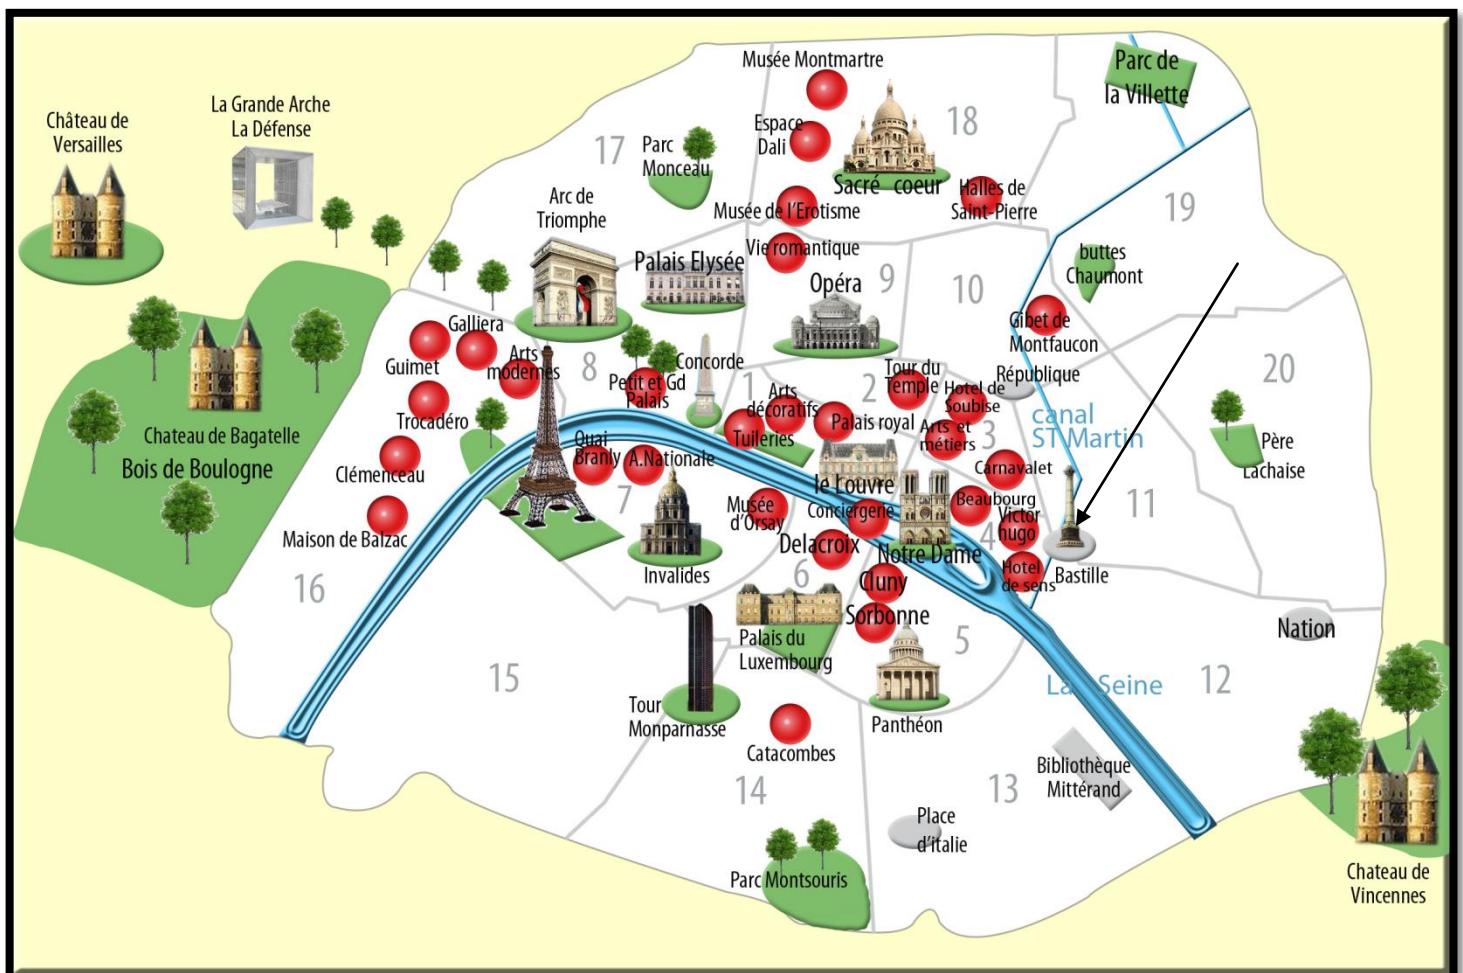 Musée Montmartre
Parc de
la Villette
La Grande Arche
La Défense
Château de
Versailles
Espace
Dali
18
17
Parc
Monceau
Sacré coeur
Halles de
Saint-Pierre
Arc de
Triomphe
Musée de l'Erotisme
19
Vie romantique
Palais Elysée
buttes
Chaumont
Opéra
9
10
Galliera
Gibet de
Montfaucon
Guimet
Arts
modernes
8
Concorde
Petit et Gd
Palais
1
2
Tour du
Temple
République
20
Arts
décoratifs
Hotel de
Soubise
Trocadéro
Palais royal
canal
ST Martin
Tuileries
Arts et
métiers
3
Chateau de Bagatelle
Quai
Branly
A.Nationale
Père
Lachaise
Bois de Boulogne
Clémenceau
Carnavalet
le Louvre
7
Musée
d'Orsay
Conciergerie
Beaubourg
11
Victor
hugo
4
Maison de Balzac
Delacroix
Notre Dame
16
Invalides
6
Cluny
Hotel
de sens
Bastille
Sorbonne
Nation
Palais du
Luxembourg
5
15
La Seine
12
Tour
Monparnasse
Panthéon
Catacombes
Bibliothèque
Mittérand
14
13
Place
d'italie
Parc Montsouris
Chateau de
Vincennes